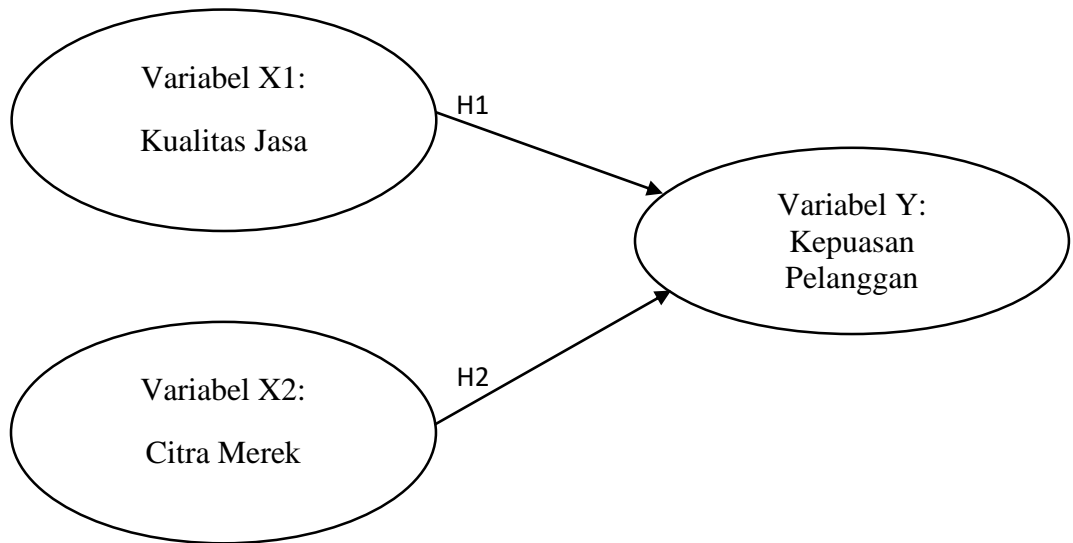 Variabel X1:
Kualitas Jasa
H1
Variabel Y:
Kepuasan
Pelanggan
Variabel X2:
Citra Merek
H2